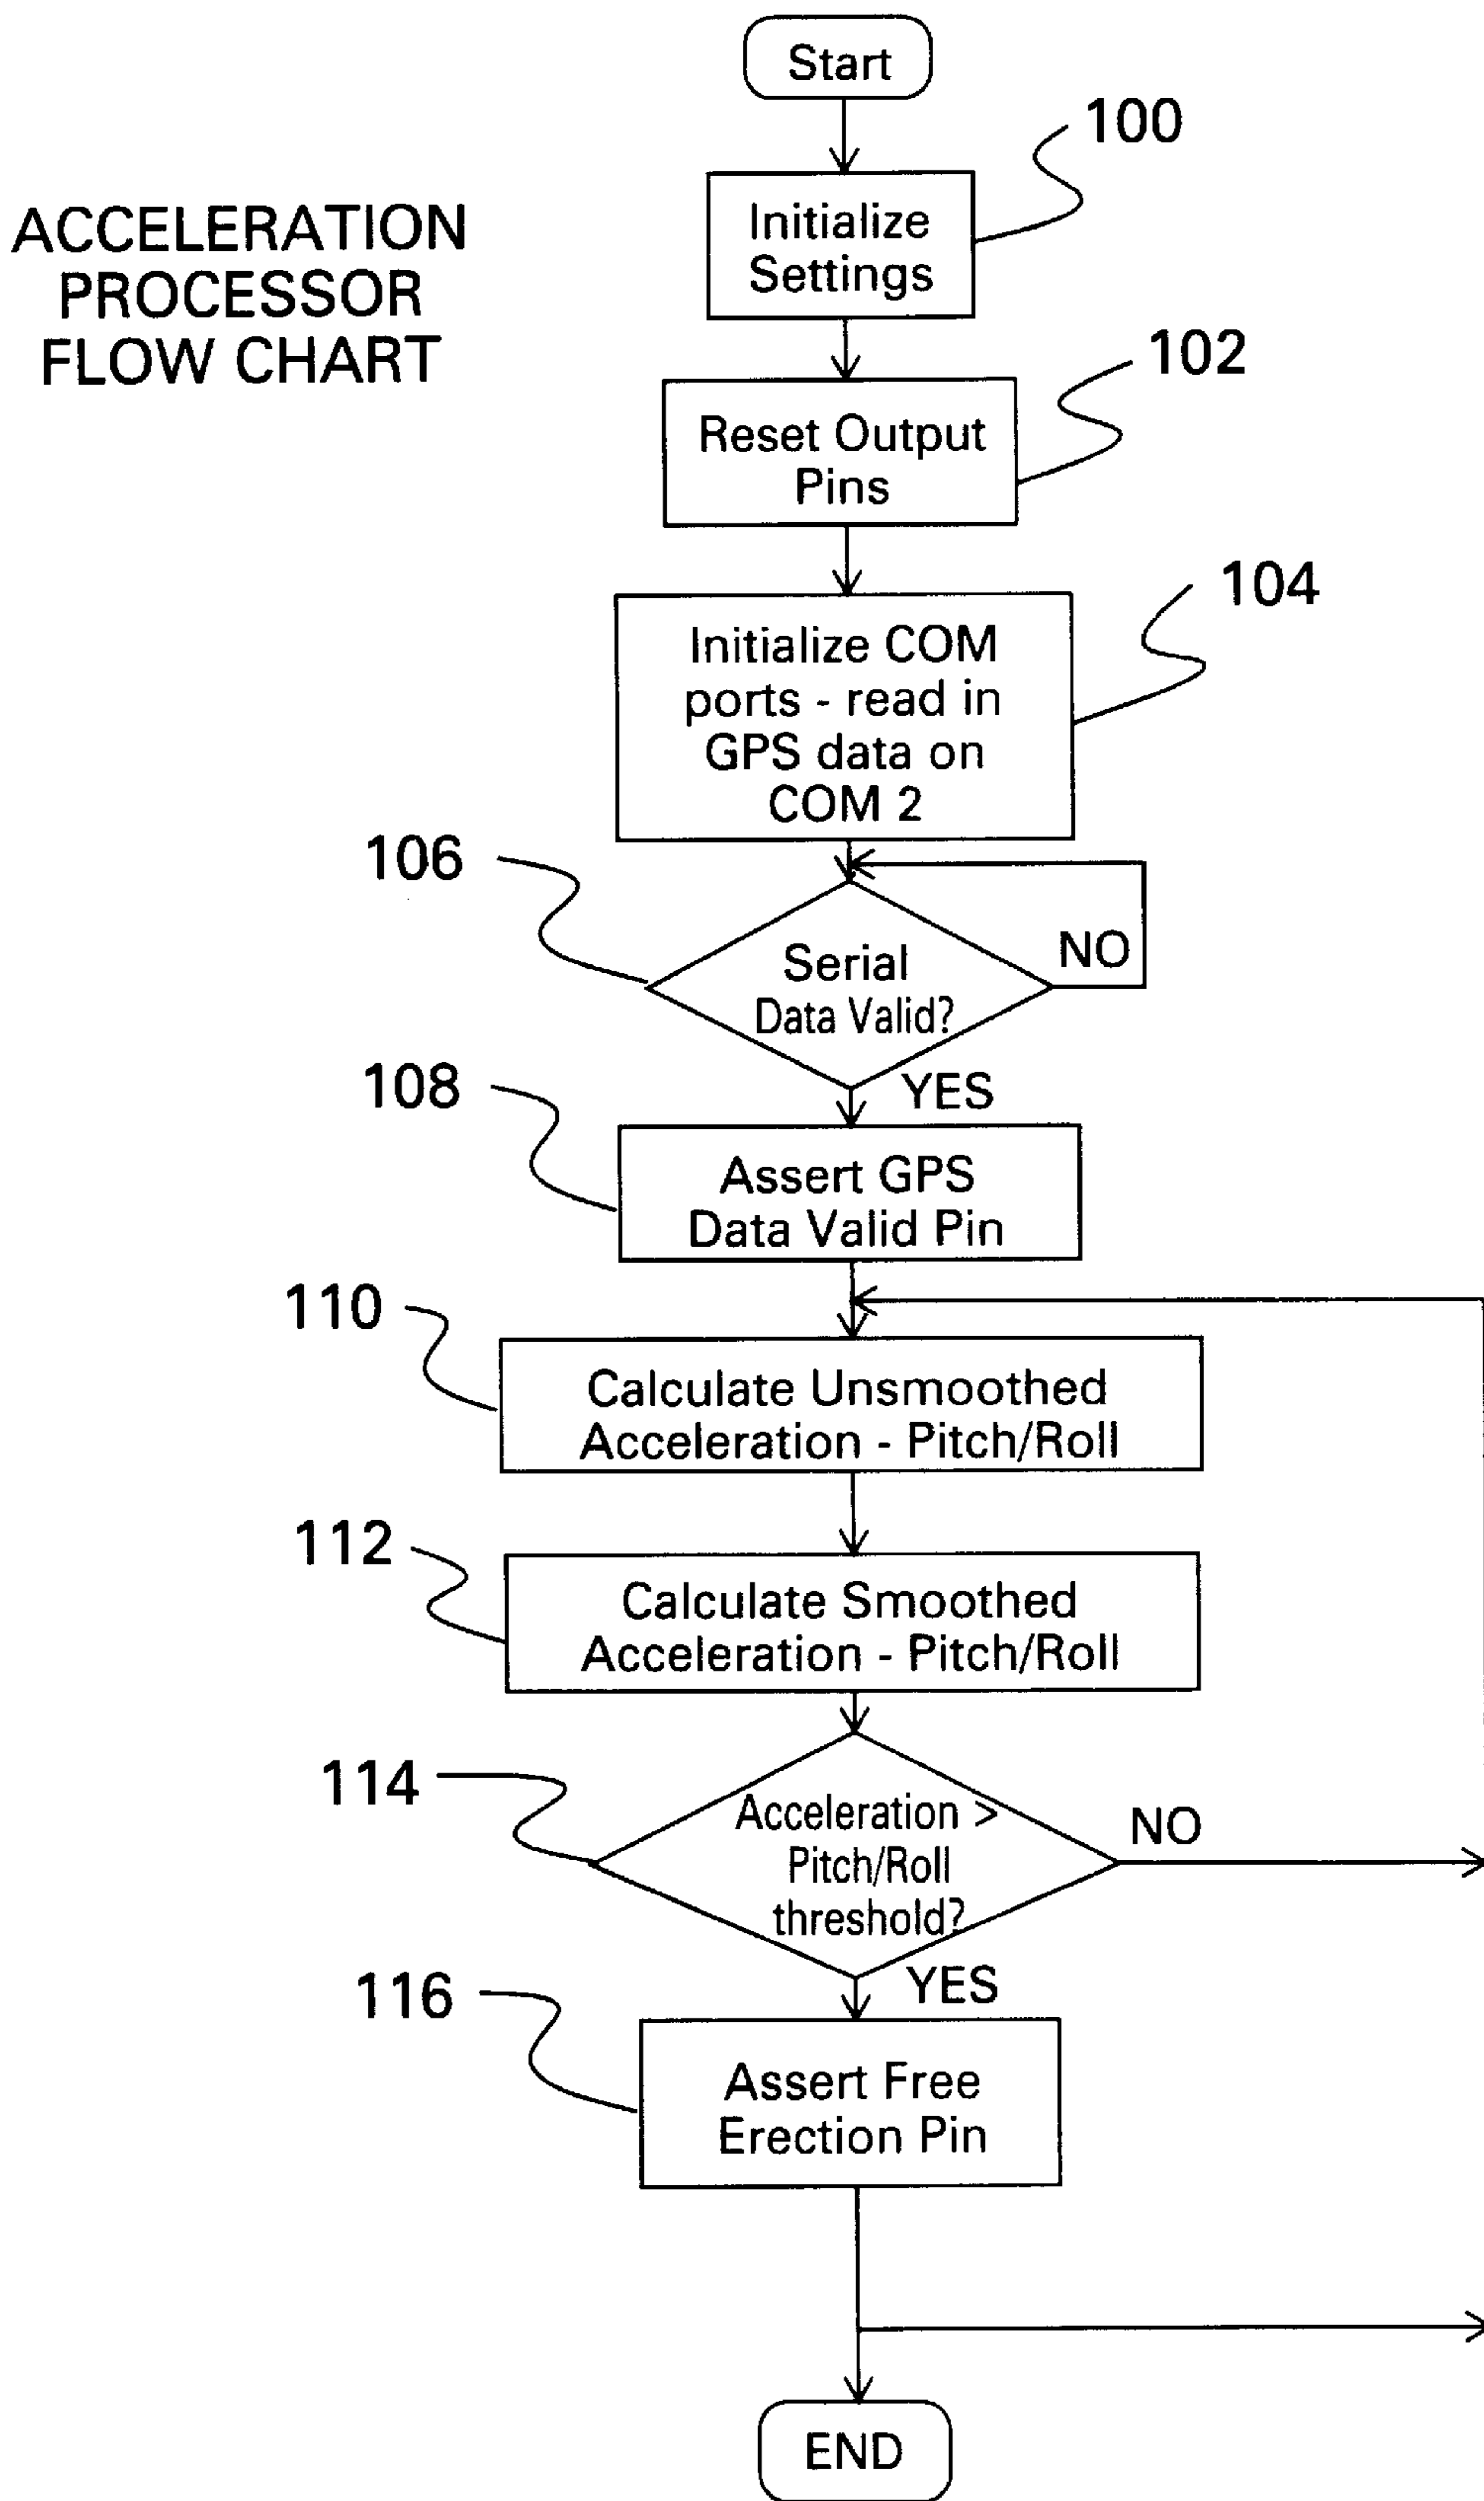 Start
100
ACCELERATION
PROCESSOR
FLOW CHART
Initialize
Settings
102
Reset Output
Pins
104
Initialize COM
ports - read in
GPS data on
COM 2
106
Serial
Data Valid?
NO
YES
108
Assert GPS
Data Valid Pin
110
Calculate Unsmoothed
Acceleration - Pitch/Roll
112
Calculate Smoothed
Acceleration - Pitch/Roll
114
Acceleration >
Pitch/Roll
threshold?
NO
YES
116
Assert Free
Erection Pin
END